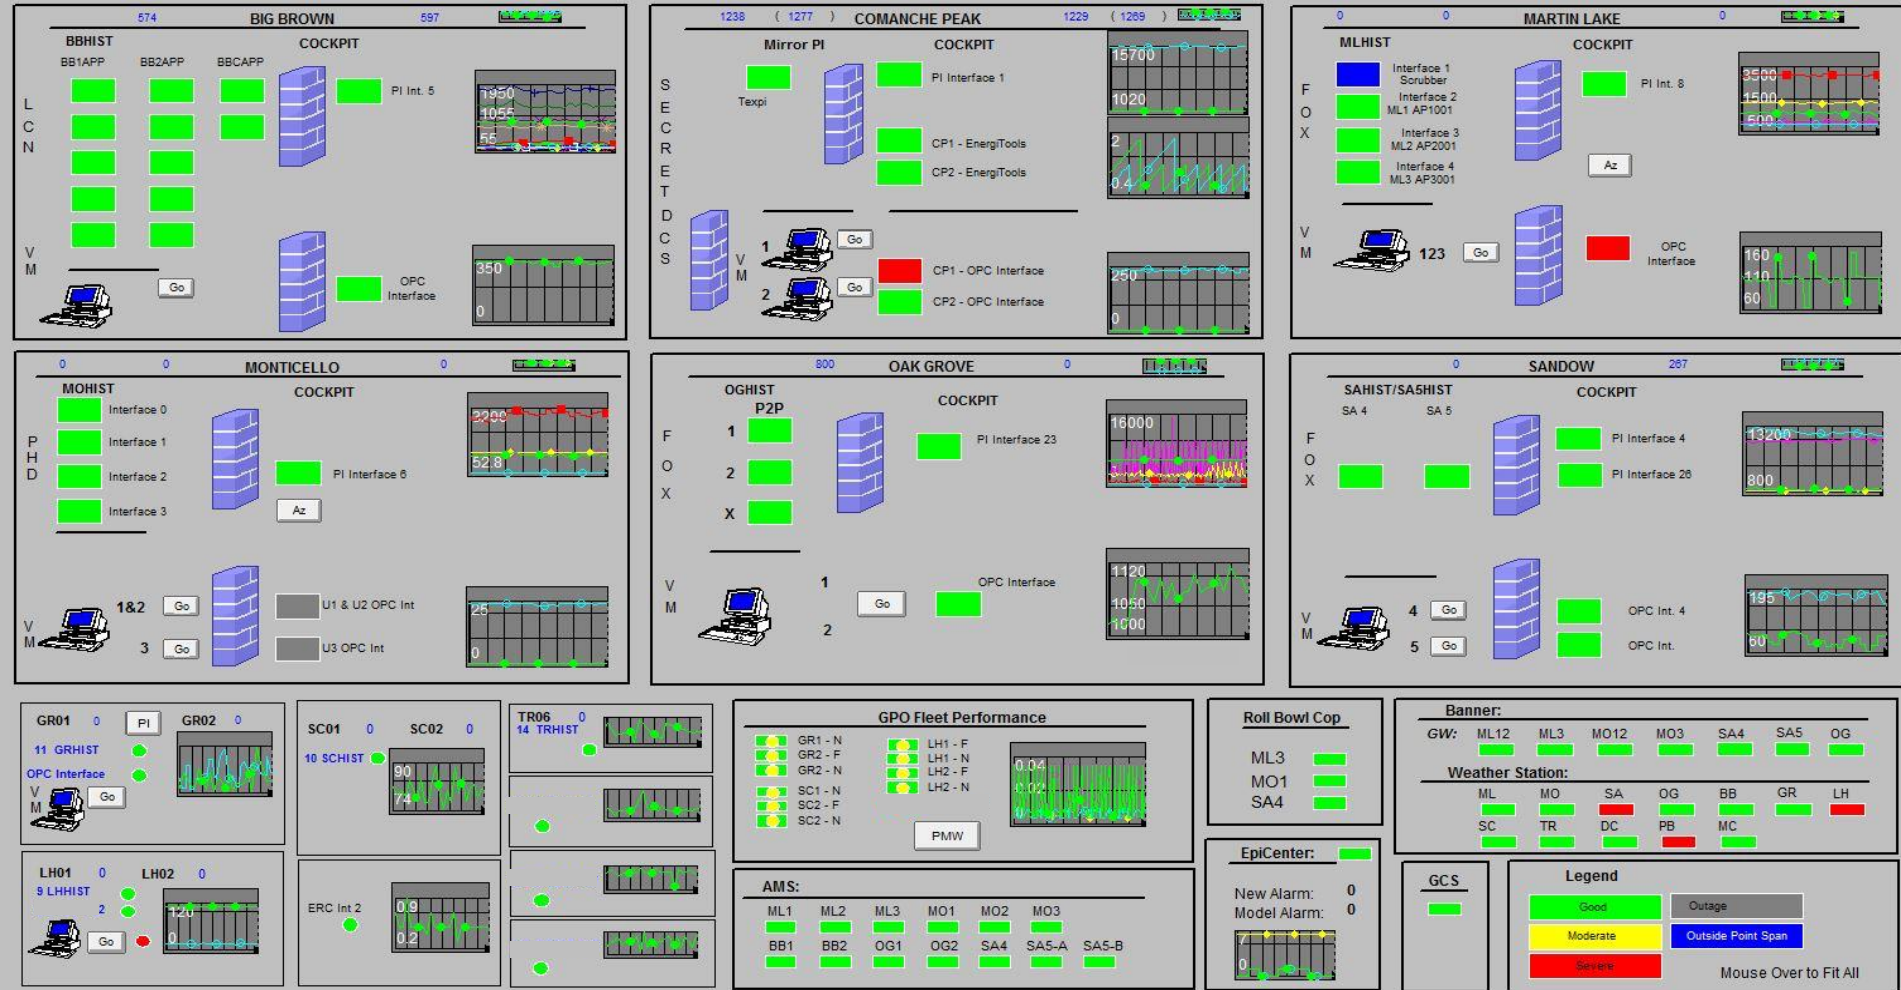 574 BIG BROWN 597
BBHIST COCKPIT
BB1APP BB2APP BBCAPP
PI Int. 5
1950
1055
55
L
C
N
V
M
Go
OPC
Interface
350
0
1238 ( 1277 ) COMANCHE PEAK 1229 ( 1269 )
Mirror PI COCKPIT
PI Interface 1
Texpi
15700
1020
CP1 - EnergiTools
CP2 - EnergiTools
2
0.4
S
E
C
R
E
T
D
C
S
V
M
1 Go
2 Go
CP1 - OPC Interface
CP2 - OPC Interface
250
0
0 0 MARTIN LAKE 0
MLHIST COCKPIT
Interface 1
Scrubber
Interface 2
ML1 AP1001
Interface 3
ML2 AP2001
Interface 4
ML3 AP3001
PI Int. 8
Az
3500
1500
500
F
O
X
V
M
123 Go
OPC
Interface
160
110
60
0 0 MONTICELLO 0
MOHIST COCKPIT
Interface 0
Interface 1
Interface 2
Interface 3
PI Interface 6
Az
3200
52.8
P
H
D
V
M
1&2 Go
3 Go
U1 & U2 OPC Int
U3 OPC Int
25
0
800 OAK GROVE 0
OGHIST COCKPIT
P2P
1
2
X
PI Interface 23
16000
F
O
X
V
M
1
Go
2
OPC Interface
1120
1050
1000
0 SANDOW 267
SAHIST/SA5HIST COCKPIT
SA 4 SA 5
PI Interface 4
PI Interface 26
13200
800
F
O
X
V
M
4 Go
5 Go
OPC Int. 4
OPC Int.
195
60
GR01 0 PI GR02 0
11 GRHIST
OPC Interface
V
M
Go
SC01 0 SC02 0
10 SCHIST
90
74
TR06 0
14 TRHIST
LH01 0 LH02 0
9 LHHIST
2
Go
120
0
ERC Int 2
0.9
0.2
GPO Fleet Performance
GR1 - N
GR2 - F
GR2 - N
SC1 - N
SC2 - F
SC2 - N
LH1 - F
LH1 - N
LH2 - F
LH2 - N
PMW
0.04
0.02
0
AMS:
ML1 ML2 ML3 MO1 MO2 MO3
BB1 BB2 OG1 OG2 SA4 SA5-A SA5-B
Roll Bowl Cop
ML3
MO1
SA4
EpiCenter:
New Alarm: 0
Model Alarm: 0
7
0
Banner:
GW: ML12 ML3 MO12 MO3 SA4 SA5 OG
Weather Station:
ML MO SA OG BB GR LH
SC TR DC PB MC
GCS
Legend
Good Outage
Moderate Outside Point Span
Severe
Mouse Over to Fit All